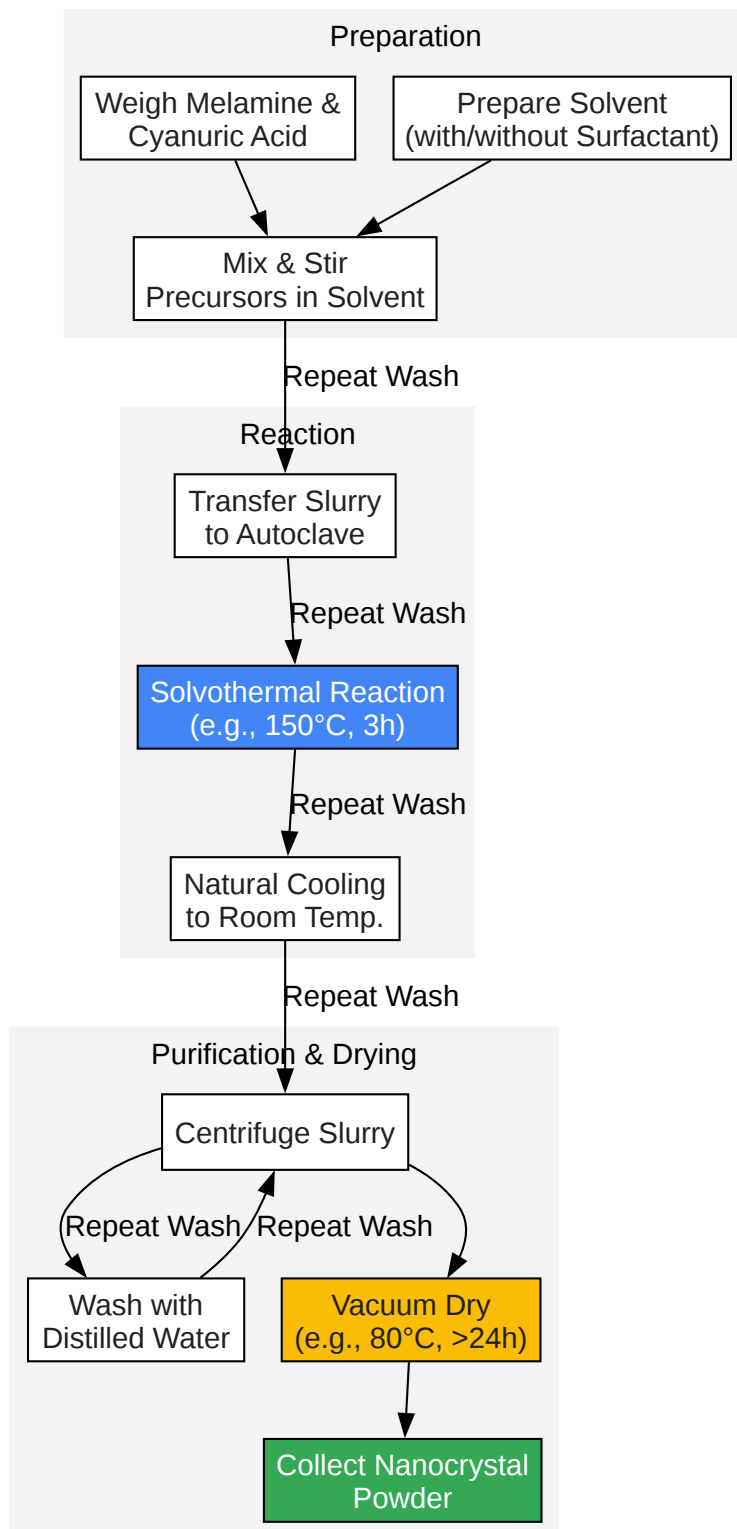 Preparation
Weigh Melamine &
Cyanuric Acid
Prepare Solvent
(with/without Surfactant)
Mix & Stir
Precursors in Solvent
Repeat Wash
Reaction
Transfer Slurry
to Autoclave
Repeat Wash
Solvothermal Reaction
(e.g., 150°C, 3h)
Repeat Wash
Natural Cooling
to Room Temp.
Repeat Wash
Purification & Drying
Centrifuge Slurry
Repeat Wash
Repeat Wash
Wash with
Distilled Water
Vacuum Dry
(e.g., 80°C, >24h)
Collect Nanocrystal
Powder